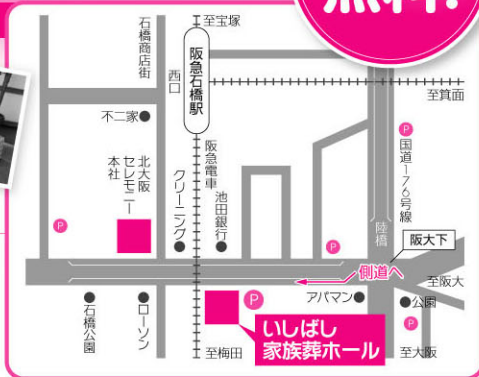 無料!
至宝塚
石橋商店街
西口
阪急石橋駅
至箕面
不二家
P
国道176号線
北大阪
セレモニー
本社
クリーニング
阪急電車
池田銀行
陸橋
P
P
阪大下
側道へ
至阪大
石橋公園
ローソン
P
アパマン
公園
P
いしばし
家族葬ホール
至梅田
至大阪